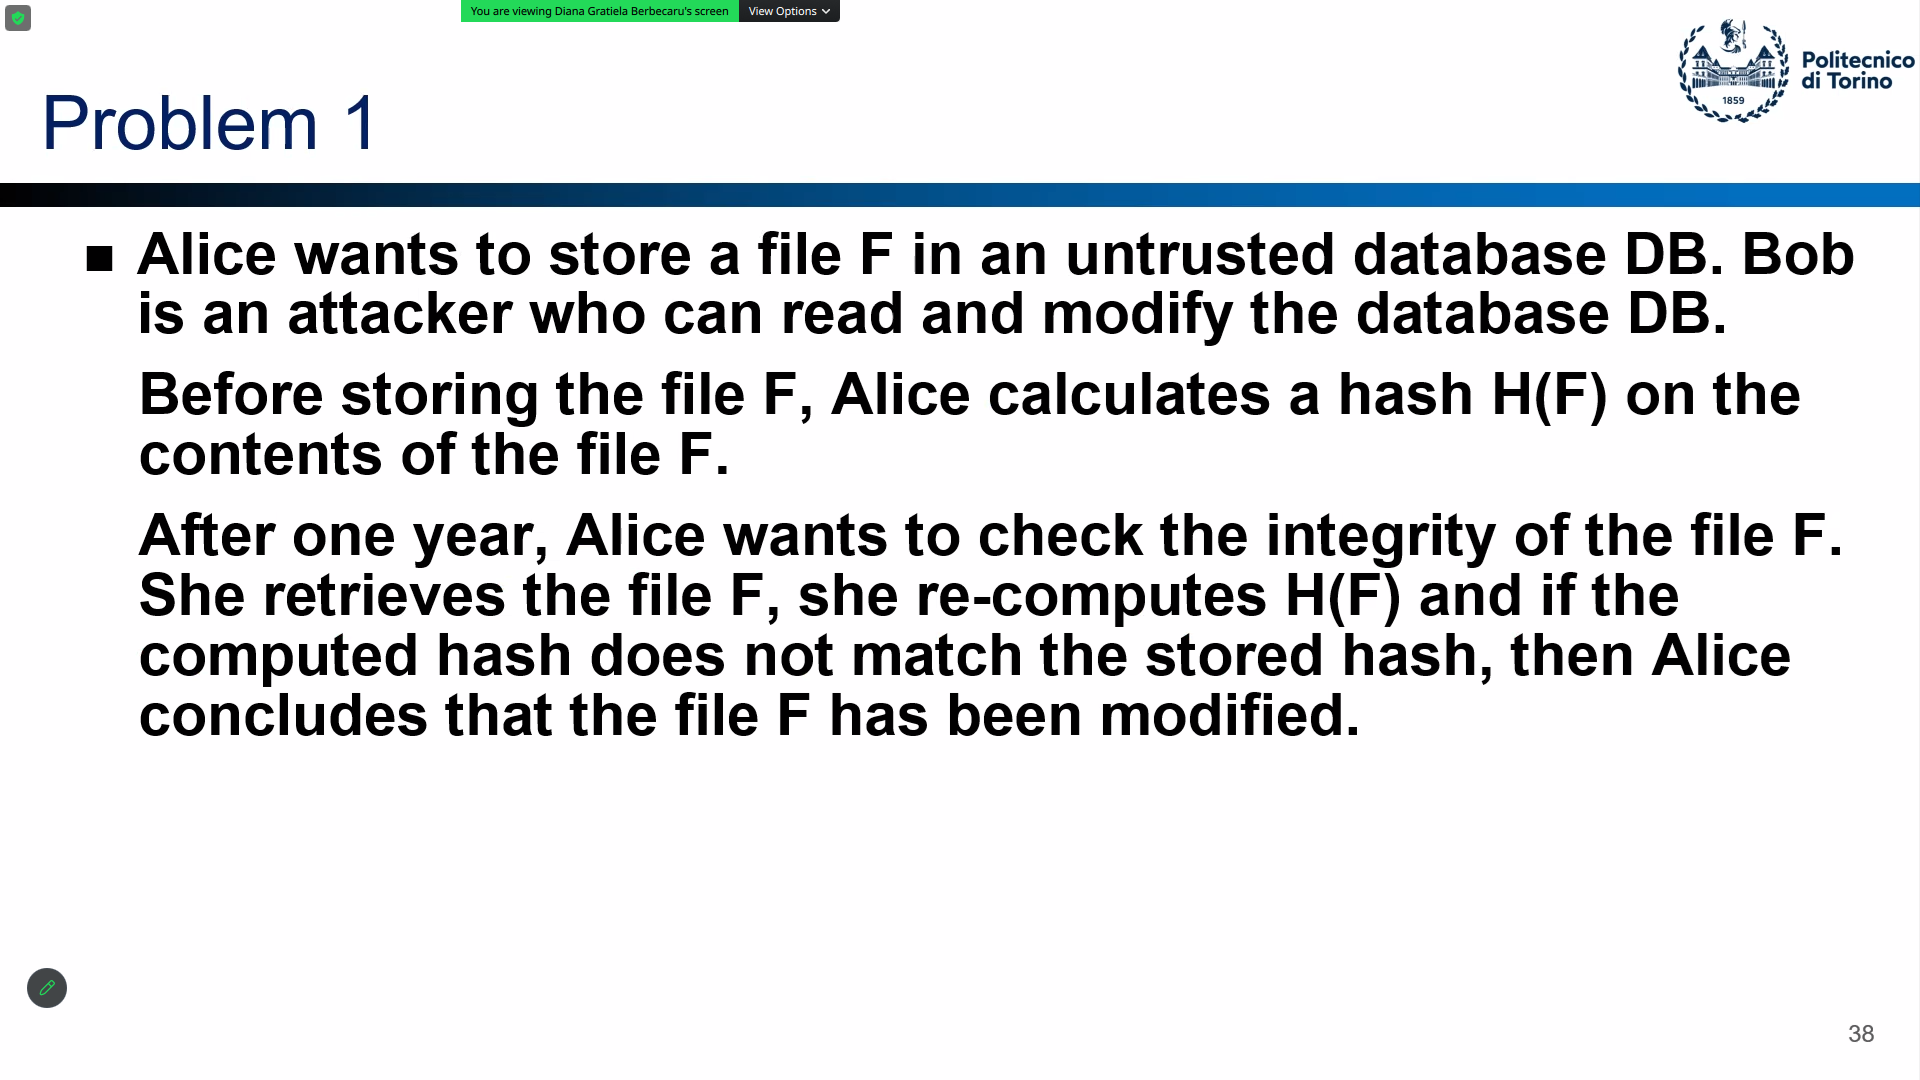 You are viewing Diana Gratiela Berbecaru's screen
View Options
Politecnico
di Torino
1859
Problem 1
Alice wants to store a file F in an untrusted database DB. Bob
is an attacker who can read and modify the database DB.
Before storing the file F, Alice calculates a hash H(F) on the
contents of the file F.
After one year, Alice wants to check the integrity of the file F.
She retrieves the file F, she re-computes H(F) and if the
computed hash does not match the stored hash, then Alice
concludes that the file F has been modified.
38